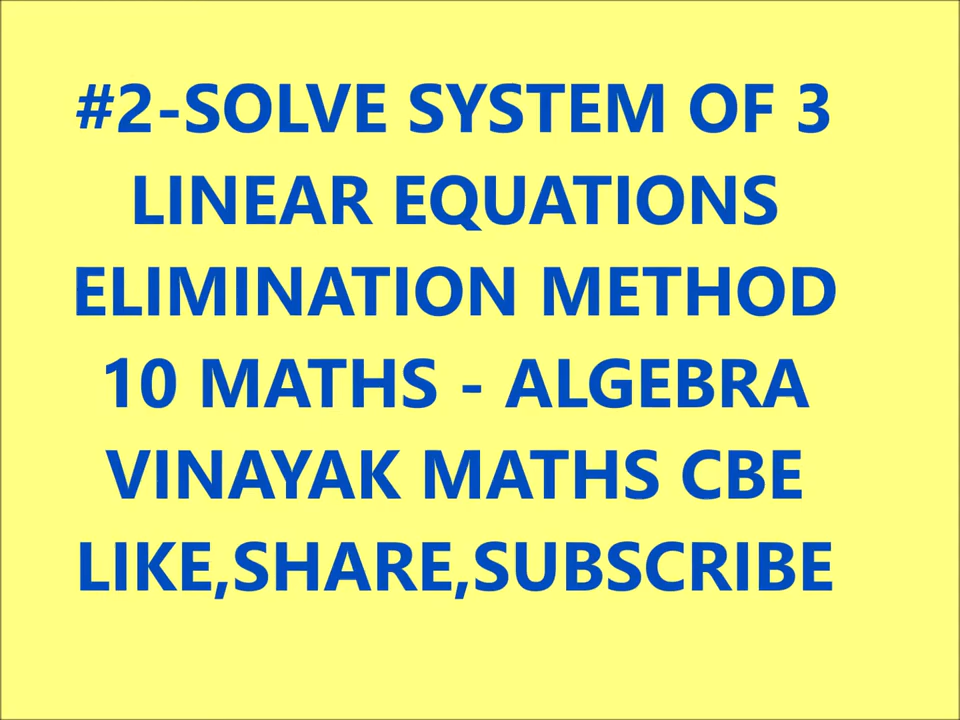 #2-SOLVE SYSTEM OF 3
LINEAR EQUATIONS
ELIMINATION METHOD
10 MATHS - ALGEBRA
VINAYAK MATHS CBE
LIKE,SHARE,SUBSCRIBE